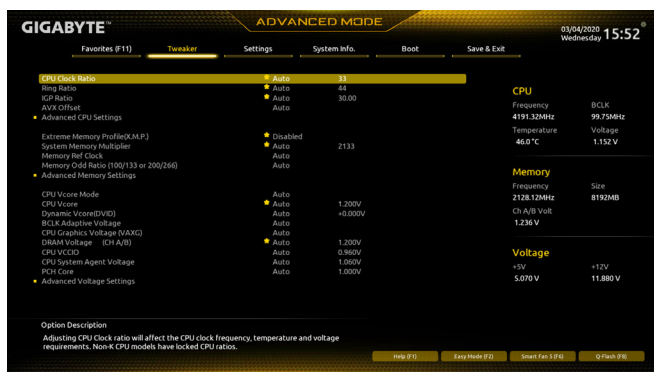 GIGABYTE™
ADVANCED MODE
03/04/2020 Wednesday 15:52
Favorites (F11) Tweaker Settings System Info. Boot Save & Exit
CPU Clock Ratio Auto 33
Ring Ratio Auto 44
IGP Ratio Auto 30.00
AVX Offset Auto
Advanced CPU Settings
Extreme Memory Profile(X.M.P.) Disabled
System Memory Multiplier Auto 2133
Memory Ref Clock Auto
Memory Odd Ratio (100/133 or 200/266) Auto
Advanced Memory Settings
CPU Vcore Mode Auto
CPU Vcore Auto 1.200V
Dynamic Vcore(DVID) Auto +0.000V
BCLK Adaptive Voltage Auto
CPU Graphics Voltage (VAXG) Auto
DRAM Voltage (CH A/B) Auto 1.200V
CPU VCCIO Auto 0.960V
CPU System Agent Voltage Auto 1.060V
PCH Core Auto 1.000V
Advanced Voltage Settings
CPU
Frequency BCLK
4191.32MHz 99.75MHz
Temperature Voltage
46.0 °C 1.152 V
Memory
Frequency Size
2128.12MHz 8192MB
Ch A/B Volt
1.236 V
Voltage
+5V +12V
5.070 V 11.880 V
Option Description
Adjusting CPU Clock ratio will affect the CPU clock frequency, temperature and voltage
requirements. Non-K CPU models have locked CPU ratios.
Help (F1) Easy Mode (F2) Smart Fan 5 (F6) Q-Flash (F8)